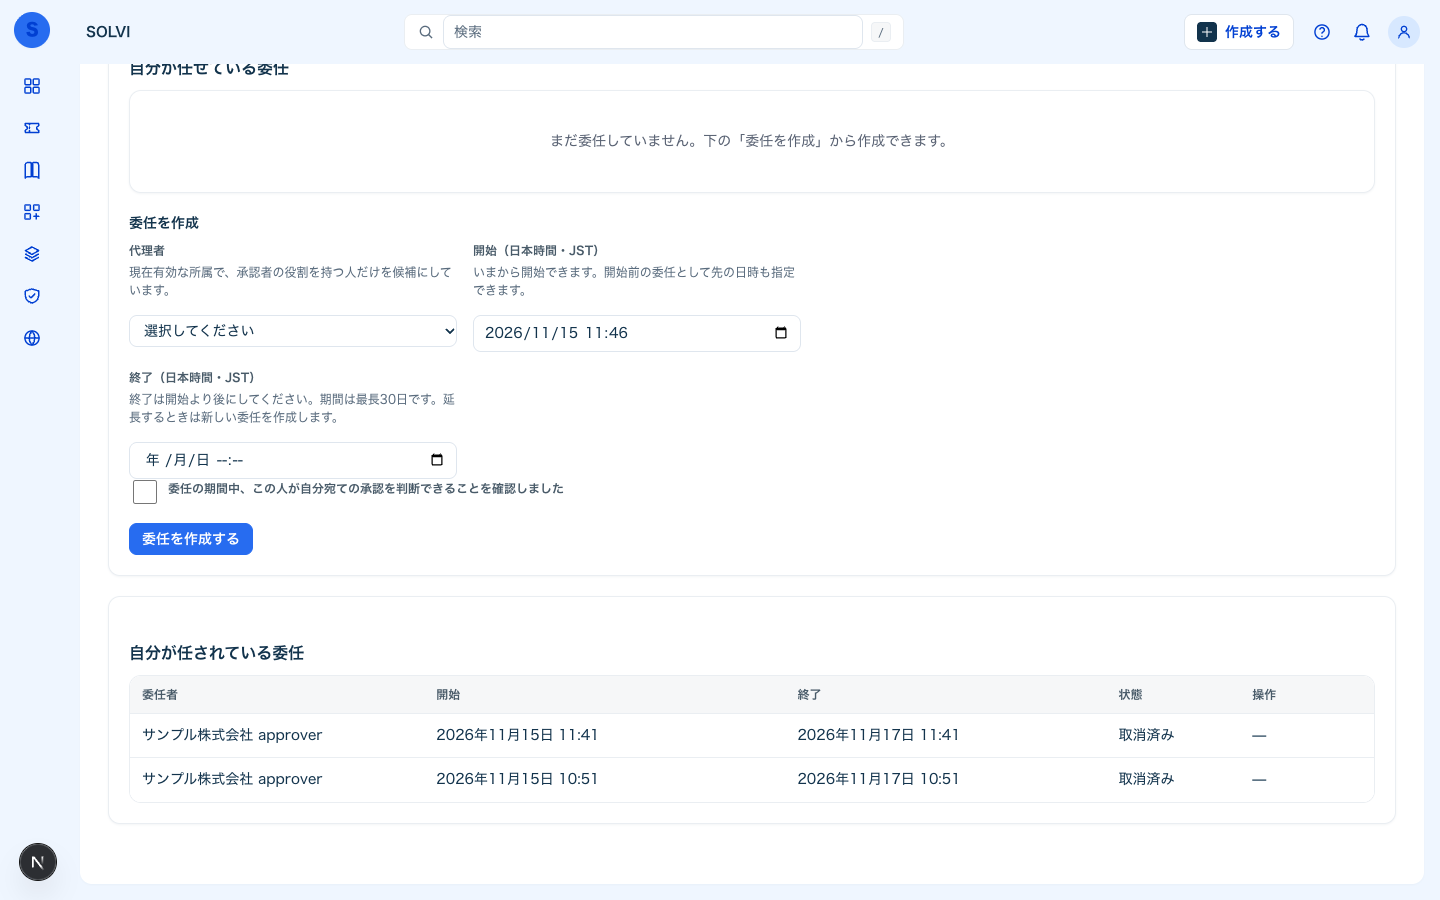 S
SOLVI
検索
/
作成する
自分が任せている委任
まだ委任していません。下の「委任を作成」から作成できます。
委任を作成
代理者
現在有効な所属で、承認者の役割を持つ人だけを候補にして
います。
選択してください
開始（日本時間・JST）
いまから開始できます。開始前の委任として先の日時も指定
できます。
2026/11/15 11:46
終了（日本時間・JST）
終了は開始より後にしてください。期間は最長30日です。延
長するときは新しい委任を作成します。
年 /月/日 --:--
委任の期間中、この人が自分宛ての承認を判断できることを確認しました
委任を作成する
自分が任されている委任
委任者 開始 終了 状態 操作
サンプル株式会社 approver 2026年11月15日 11:41 2026年11月17日 11:41 取消済み —
サンプル株式会社 approver 2026年11月15日 10:51 2026年11月17日 10:51 取消済み —
N